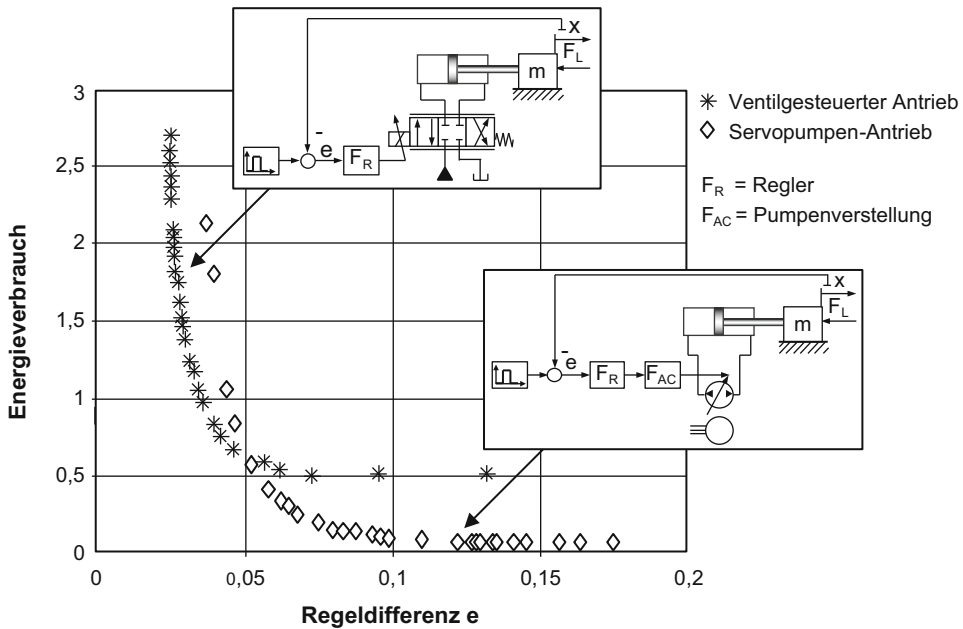 ⊥x
F_L
m
-
e
F_R
3
2,5
2
1,5
1
0,5
0
Energieverbrauch
Ventilgesteuerter Antrieb
Servopumpen-Antrieb
F_R = Regler
F_AC = Pumpenverstellung
⊥x
F_L
m
-
e
F_R
F_AC
0
0,05
0,1
0,15
0,2
Regeldifferenz e